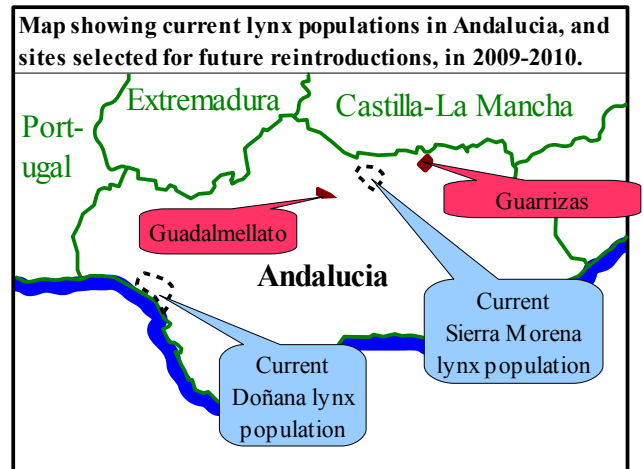 Map showing current lynx populations in Andalucia, and
sites selected for future reintroductions, in 2009-2010.
Extremadura
Castilla-La Mancha
Port-
ugal
Guarrizas
Guadalmellato
Andalucia
Current
Sierra Morena
lynx population
Current
Doñana lynx
population